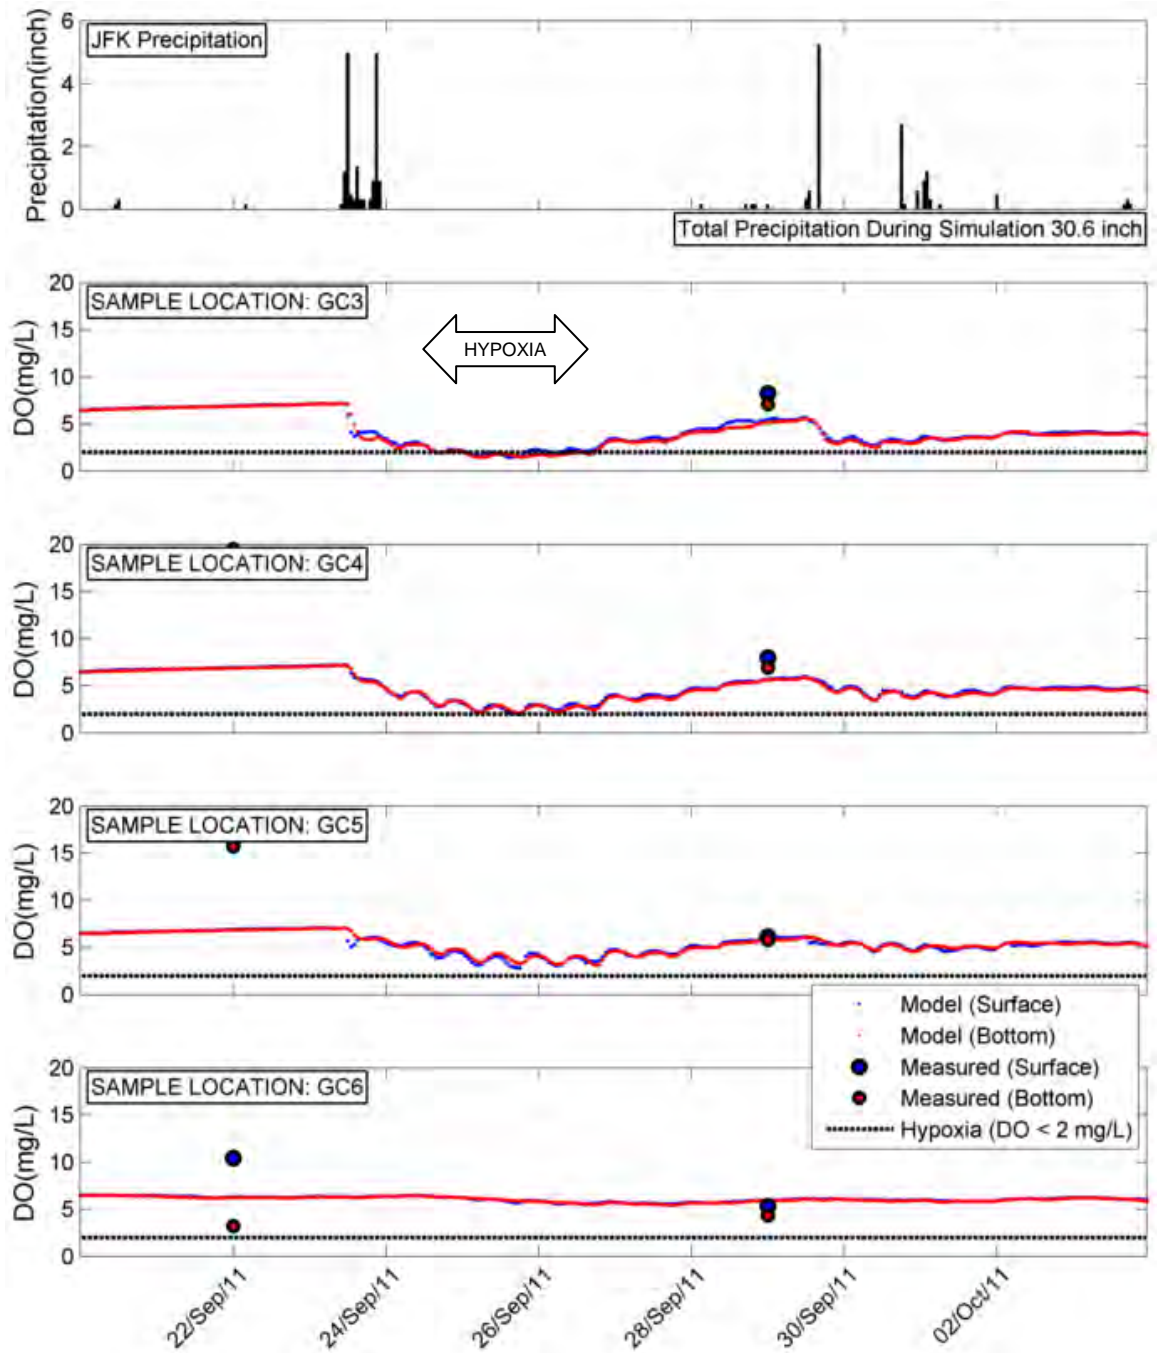 JFK Precipitation
Precipitation(inch)
6
4
2
0
Total Precipitation During Simulation 30.6 inch
SAMPLE LOCATION: GC3
HYPOXIA
DO(mg/L)
20
15
10
5
0
SAMPLE LOCATION: GC4
DO(mg/L)
20
15
10
5
0
SAMPLE LOCATION: GC5
DO(mg/L)
20
15
10
5
0
Model (Surface)
Model (Bottom)
Measured (Surface)
Measured (Bottom)
Hypoxia (DO < 2 mg/L)
SAMPLE LOCATION: GC6
DO(mg/L)
20
15
10
5
0
22/Sep/11
24/Sep/11
26/Sep/11
28/Sep/11
30/Sep/11
02/Oct/11